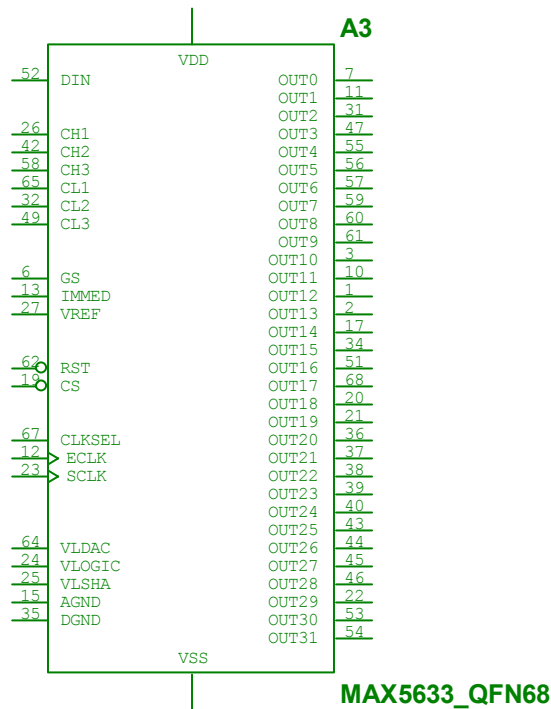 A3
VDD
52 DIN OUT0 7
OUT1 11
OUT2 31
26 CH1 OUT3 47
42 CH2 OUT4 55
58 CH3 OUT5 56
65 CL1 OUT6 57
32 CL2 OUT7 59
49 CL3 OUT8 60
OUT9 61
OUT10 3
6 GS OUT11 10
13 IMMED OUT12 1
27 VREF OUT13 2
OUT14 17
OUT15 34
62 RST OUT16 51
19 CS OUT17 68
OUT18 20
OUT19 21
67 CLKSEL OUT20 36
12 ECLK OUT21 37
23 SCLK OUT22 38
OUT23 39
OUT24 40
OUT25 43
64 VLDAC OUT26 44
24 VLOGIC OUT27 45
25 VLSHA OUT28 46
15 AGND OUT29 22
35 DGND OUT30 53
OUT31 54
VSS
MAX5633_QFN68